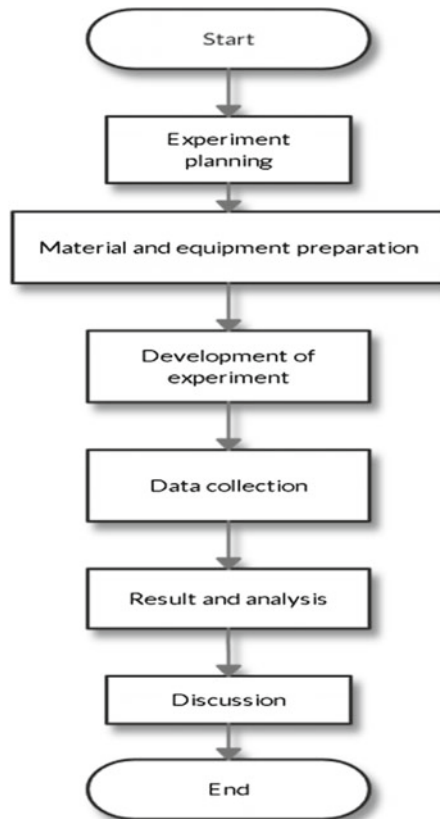 Start
Experiment
planning
Material and equipment preparation
Development of
experiment
Data collection
Result and analysis
Discussion
End